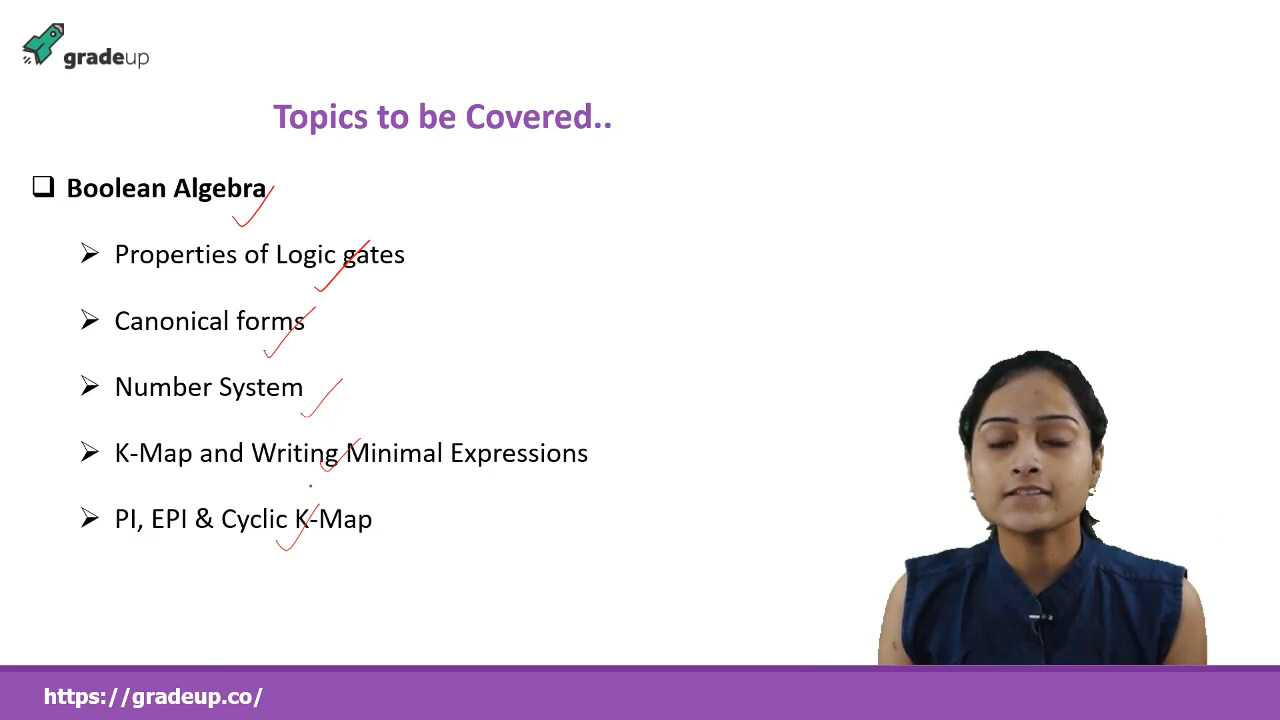 gradeup
Topics to be Covered..
Boolean Algebra
Properties of Logic gates
Canonical forms
Number System
K-Map and Writing Minimal Expressions
PI, EPI & Cyclic K-Map
https://gradeup.co/